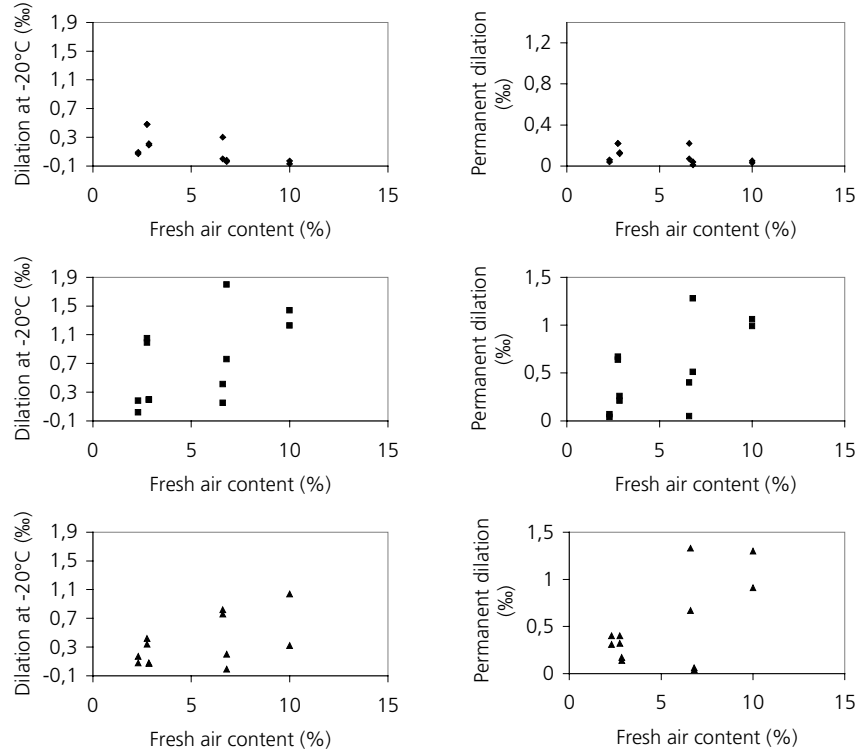 Dilation at -20°C (‰)
1,9
1,5
1,1
0,7
0,3
-0,1
0 5 10 15
Fresh air content (%)
Permanent dilation
(‰)
1,2
0,8
0,4
0
0 5 10 15
Fresh air content (%)
Dilation at -20°C (‰)
1,9
1,5
1,1
0,7
0,3
-0,1
0 5 10 15
Fresh air content (%)
Permanent dilation
(‰)
1,5
1
0,5
0
0 5 10 15
Fresh air content (%)
Dilation at -20°C (‰)
1,9
1,5
1,1
0,7
0,3
-0,1
0 5 10 15
Fresh air content (%)
Permanent dilation
(‰)
1,5
1
0,5
0
0 5 10 15
Fresh air content (%)